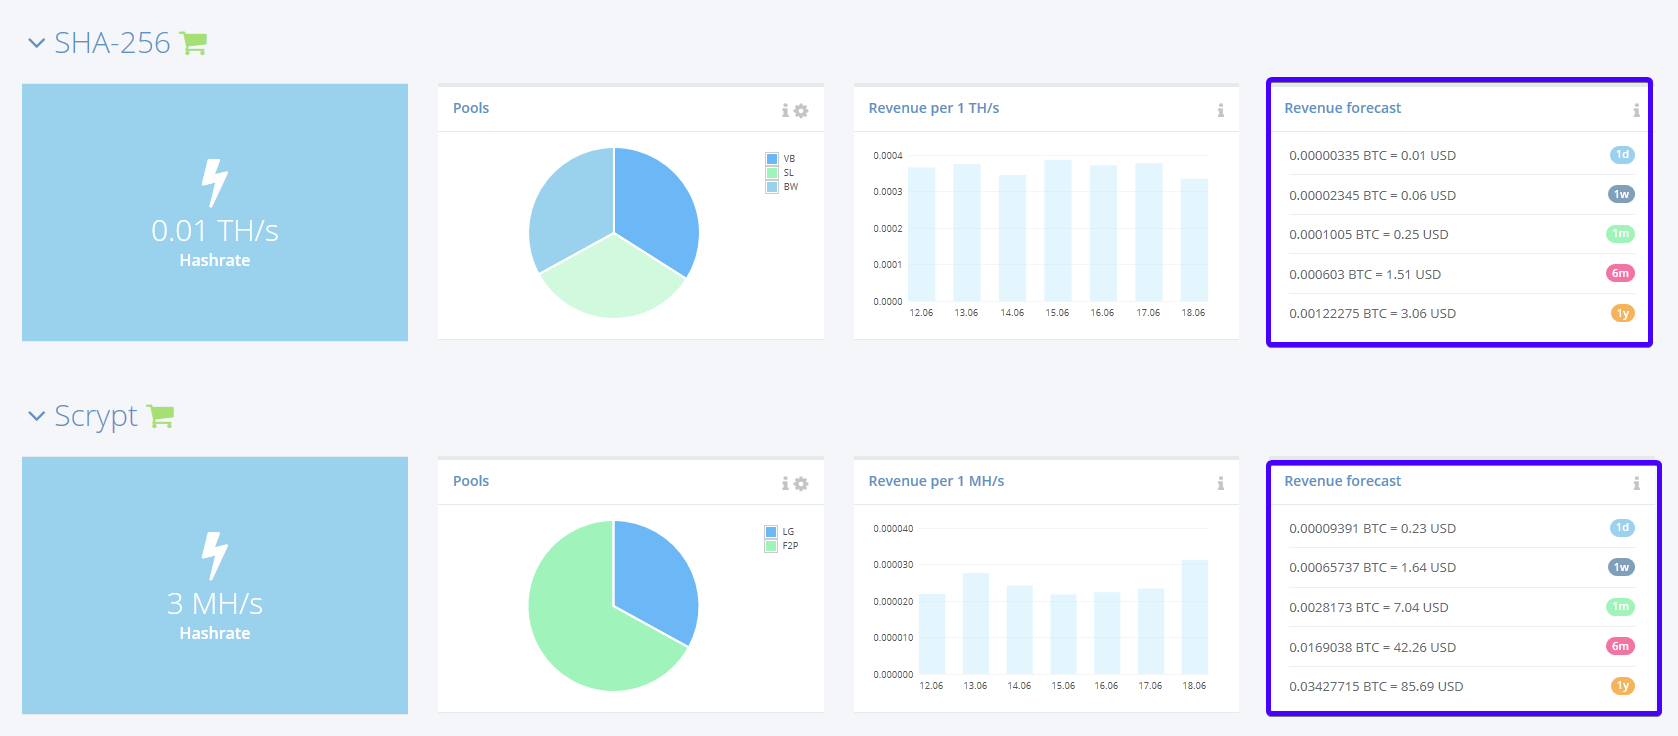 SHA-256
0.01 TH/s
Hashrate
Pools
VB
SL
BW
Revenue per 1 TH/s
0.0004
0.0003
0.0002
0.0001
0.0000
12.06 13.06 14.06 15.06 16.06 17.06 18.06
Revenue forecast
0.00000335 BTC = 0.01 USD 1d
0.00002345 BTC = 0.06 USD 1w
0.0001005 BTC = 0.25 USD 1m
0.000603 BTC = 1.51 USD 6m
0.00122275 BTC = 3.06 USD 1y
Scrypt
3 MH/s
Hashrate
Pools
LG
F2P
Revenue per 1 MH/s
0.000040
0.000030
0.000020
0.000010
0.000000
12.06 13.06 14.06 15.06 16.06 17.06 18.06
Revenue forecast
0.00009391 BTC = 0.23 USD 1d
0.00065737 BTC = 1.64 USD 1w
0.0028173 BTC = 7.04 USD 1m
0.0169038 BTC = 42.26 USD 6m
0.03427715 BTC = 85.69 USD 1y